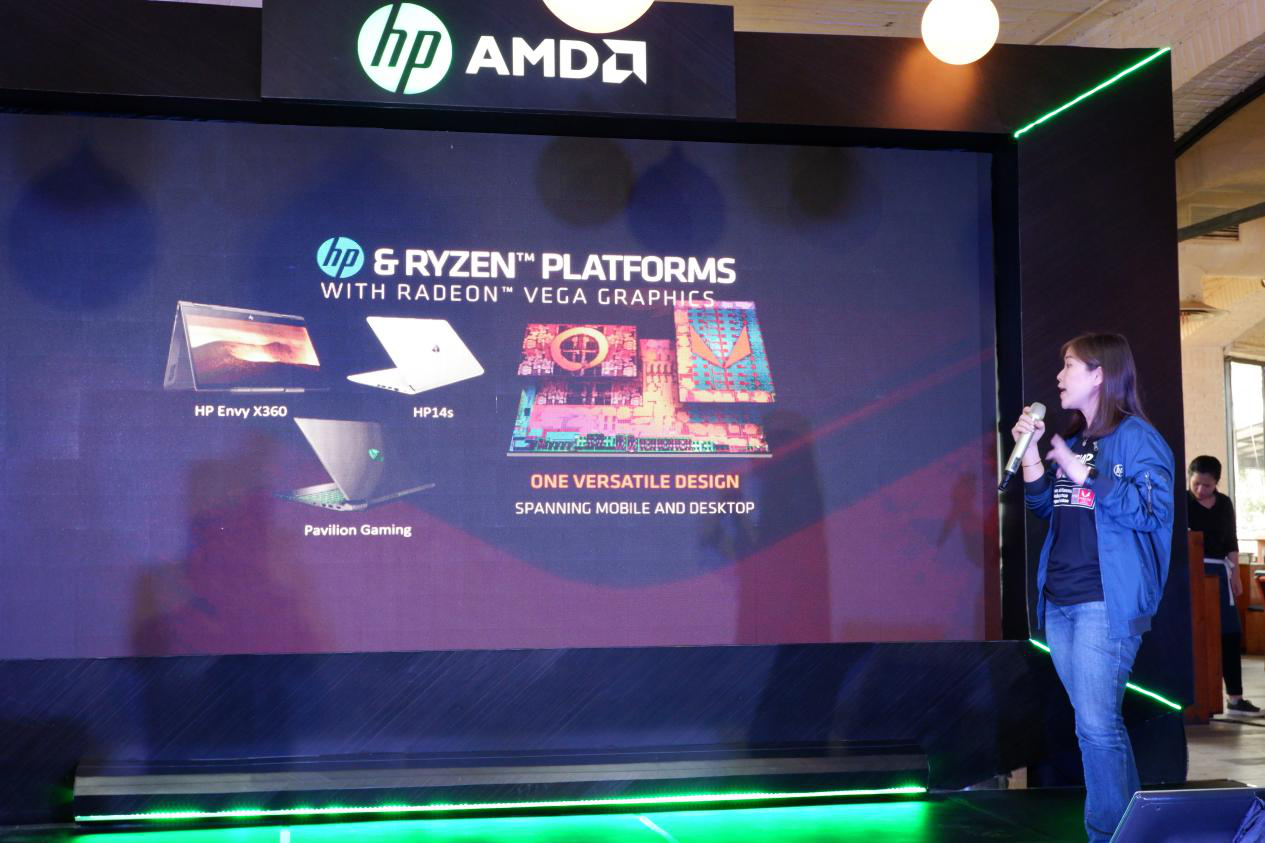 hp AMD
hp & RYZEN™ PLATFORMS
WITH RADEON™ VEGA GRAPHICS
HP Envy X360
HP14s
Pavilion Gaming
ONE VERSATILE DESIGN
SPANNING MOBILE AND DESKTOP
hp